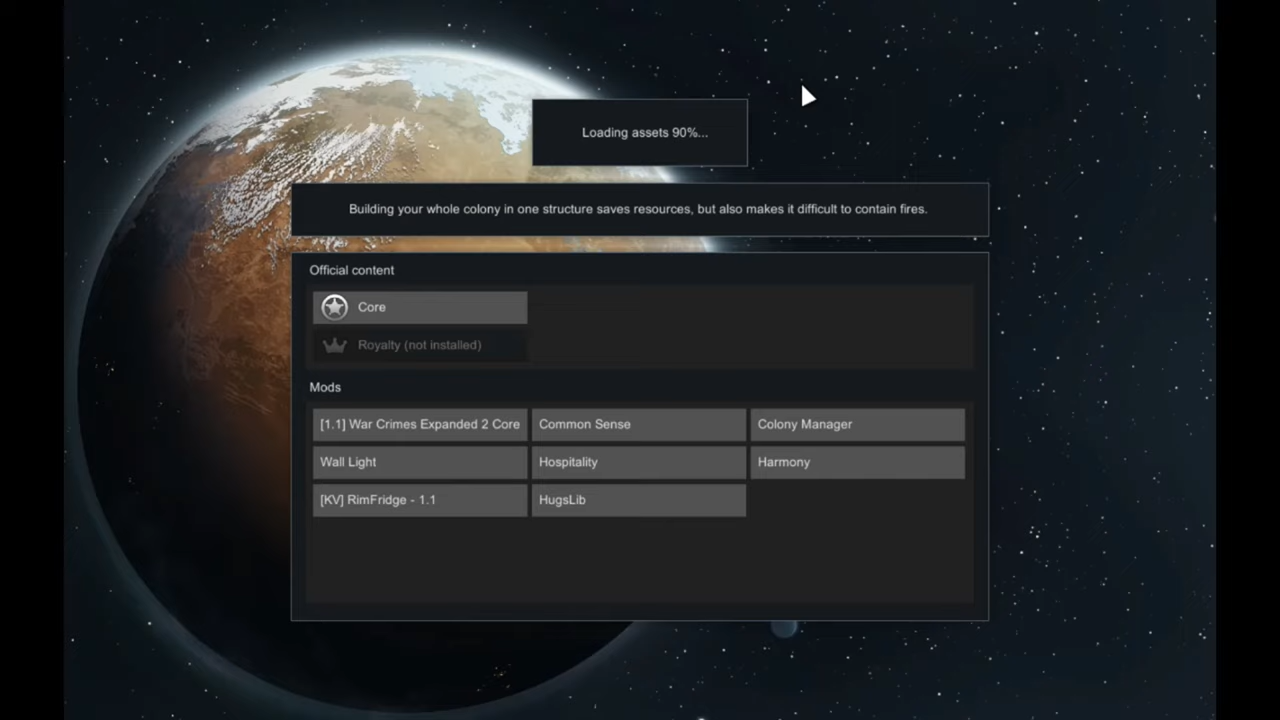 Loading assets 90%...
Building your whole colony in one structure saves resources, but also makes it difficult to contain fires.
Official content
Core
Royalty (not installed)
Mods
[1.1] War Crimes Expanded 2 Core
Common Sense
Colony Manager
Wall Light
Hospitality
Harmony
[KV] RimFridge - 1.1
HugsLib